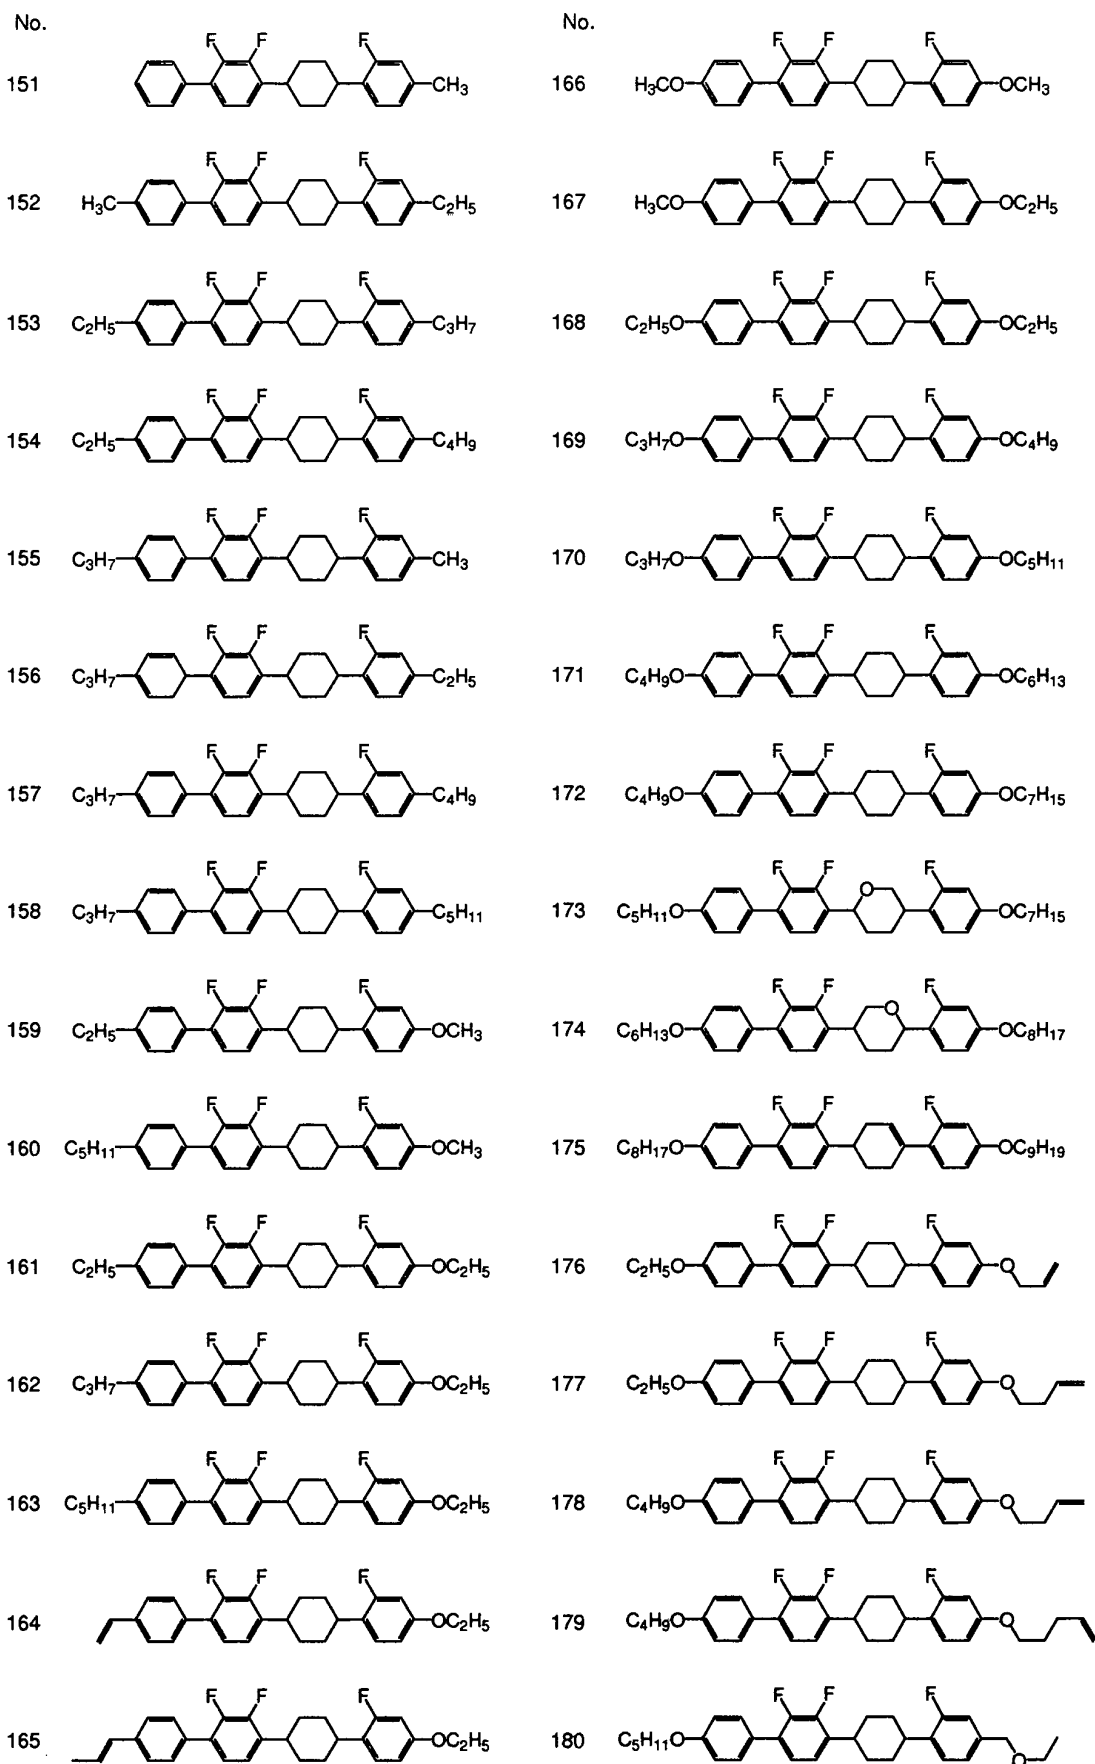 No.
F F F
151 CH3
F F F
152 H3C C2H5
F F F
153 C2H5 C3H7
F F F
154 C2H5 C4H9
F F F
155 C3H7 CH3
F F F
156 C3H7 C2H5
F F F
157 C3H7 C4H9
F F F
158 C3H7 C5H11
F F F
159 C2H5 OCH3
F F F
160 C5H11 OCH3
F F F
161 C2H5 OC2H5
F F F
162 C3H7 OC2H5
F F F
163 C5H11 OC2H5
F F F
164 OC2H5
F F F
165 OC2H5
No.
F F F
166 H3CO OCH3
F F F
167 H3CO OC2H5
F F F
168 C2H5O OC2H5
F F F
169 C3H7O OC4H9
F F F
170 C3H7O OC5H11
F F F
171 C4H9O OC6H13
F F F
172 C4H9O OC7H15
F F F
O
173 C5H11O OC7H15
F F F
O
174 C6H13O OC8H17
F F F
175 C8H17O OC9H19
F F F
176 C2H5O O
F F F
177 C2H5O O
F F F
178 C4H9O O
F F F
179 C4H9O O
F F F
180 C5H11O
O